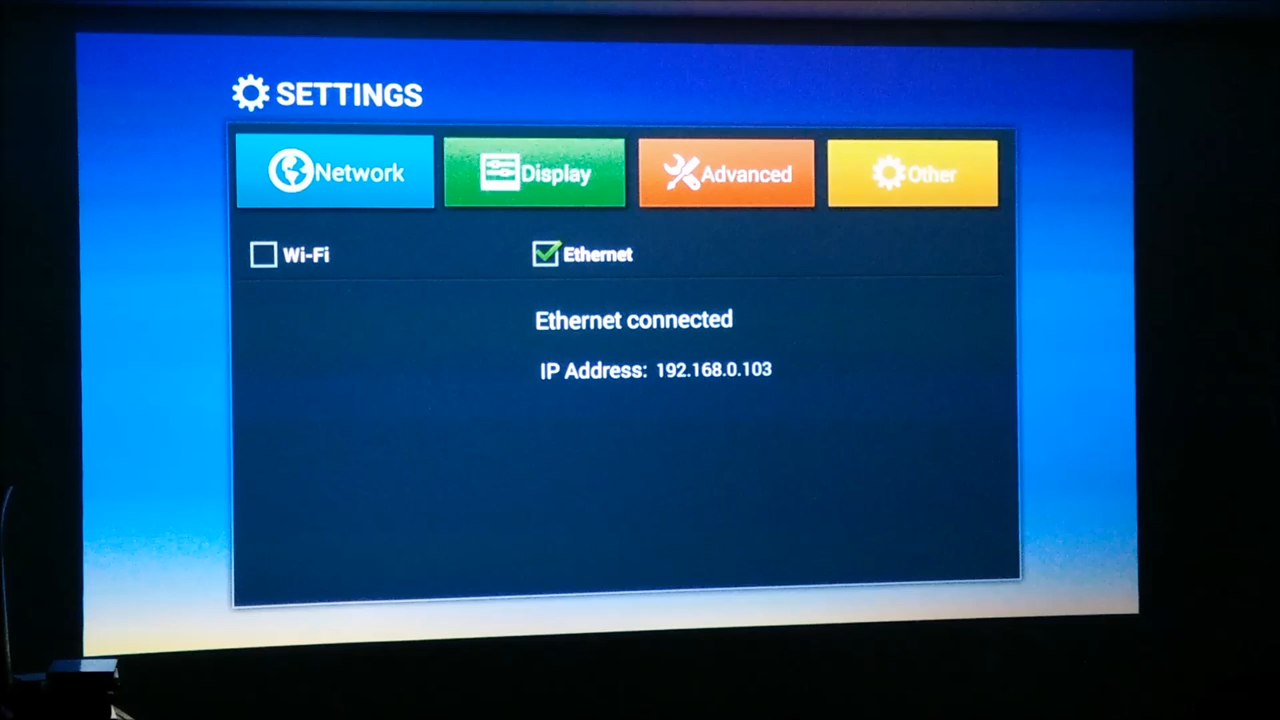 SETTINGS
Network Display Advanced Other
Wi-Fi Ethernet
Ethernet connected
IP Address: 192.168.0.103